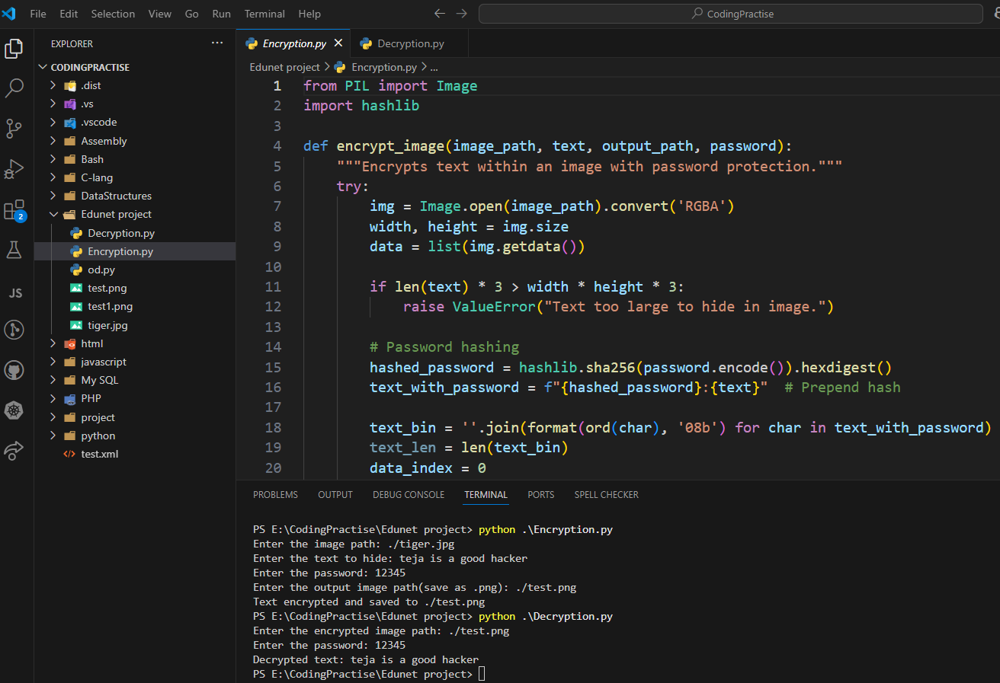 File Edit Selection View Go Run Terminal Help
CodingPractise
EXPLORER
CODINGPRACTISE
.dist
.vs
.vscode
Assembly
Bash
C-lang
DataStructures
Edunet project
Decryption.py
Encryption.py
od.py
test.png
test1.png
tiger.jpg
html
javascript
My SQL
PHP
project
python
test.xml
2
JS
Encryption.py
Decryption.py
Edunet project > Encryption.py > ...
1 from PIL import Image
2 import hashlib
3
4 def encrypt_image(image_path, text, output_path, password):
5     """Encrypts text within an image with password protection."""
6     try:
7         img = Image.open(image_path).convert('RGBA')
8         width, height = img.size
9         data = list(img.getdata())
10
11         if len(text) * 3 > width * height * 3:
12             raise ValueError("Text too large to hide in image.")
13
14         # Password hashing
15         hashed_password = hashlib.sha256(password.encode()).hexdigest()
16         text_with_password = f"{hashed_password}:{text}"  # Prepend hash
17
18         text_bin = ''.join(format(ord(char), '08b') for char in text_with_password)
19         text_len = len(text_bin)
20         data_index = 0
PROBLEMS OUTPUT DEBUG CONSOLE TERMINAL PORTS SPELL CHECKER
PS E:\CodingPractise\Edunet project> python .\Encryption.py
Enter the image path: ./tiger.jpg
Enter the text to hide: teja is a good hacker
Enter the password: 12345
Enter the output image path(save as .png): ./test.png
Text encrypted and saved to ./test.png
PS E:\CodingPractise\Edunet project> python .\Decryption.py
Enter the encrypted image path: ./test.png
Enter the password: 12345
Decrypted text: teja is a good hacker
PS E:\CodingPractise\Edunet project>